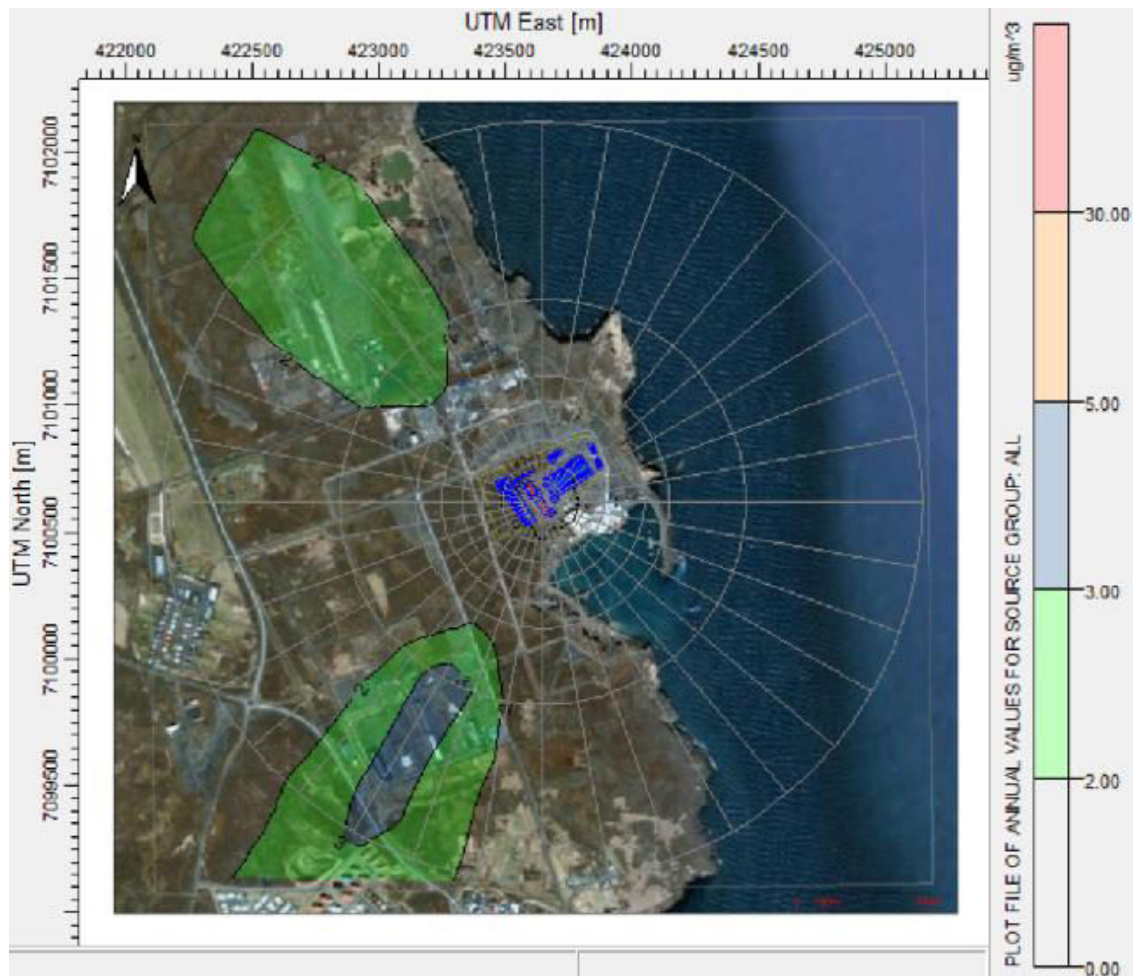 UTM East [m]
422000 422500 423000 423500 424000 424500 425000
ug/m^3
UTM North [m]
7102000
7101500
7101000
7100500
7100000
7099500
PLOT FILE OF ANNUAL VALUES FOR SOURCE GROUP: ALL
30.00
5.00
3.00
2.00
0.00